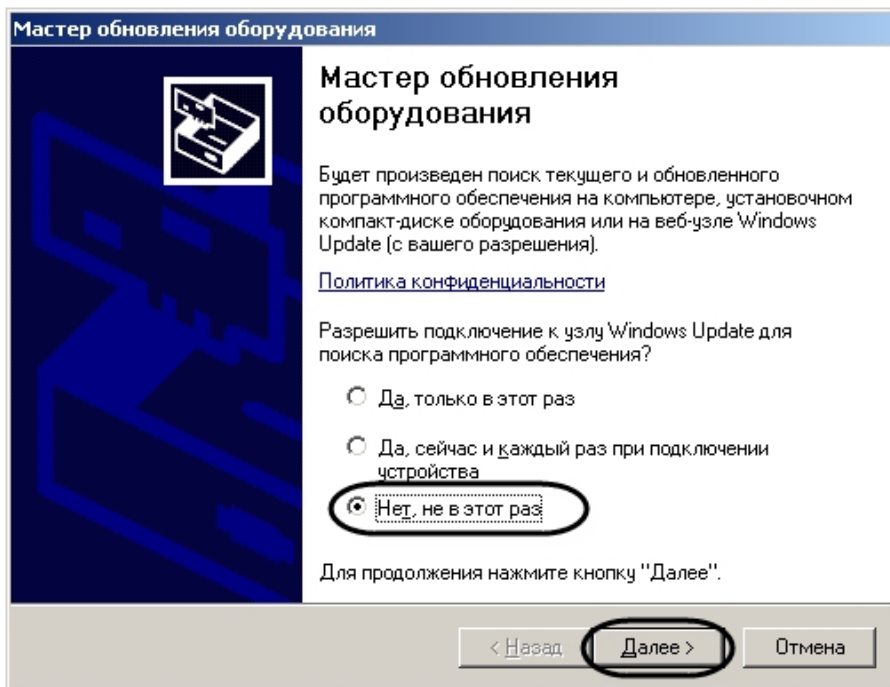 Мастер обновления оборудования
Мастер обновления
оборудования
Будет произведен поиск текущего и обновленного
программного обеспечения на компьютере, установочном
компакт-диске оборудования или на веб-узле Windows
Update (с вашего разрешения).
Политика конфиденциальности
Разрешить подключение к узлу Windows Update для
поиска программного обеспечения?
Да, только в этот раз
Да, сейчас и каждый раз при подключении
устройства
Нет, не в этот раз
Для продолжения нажмите кнопку "Далее".
< Назад Далее > Отмена